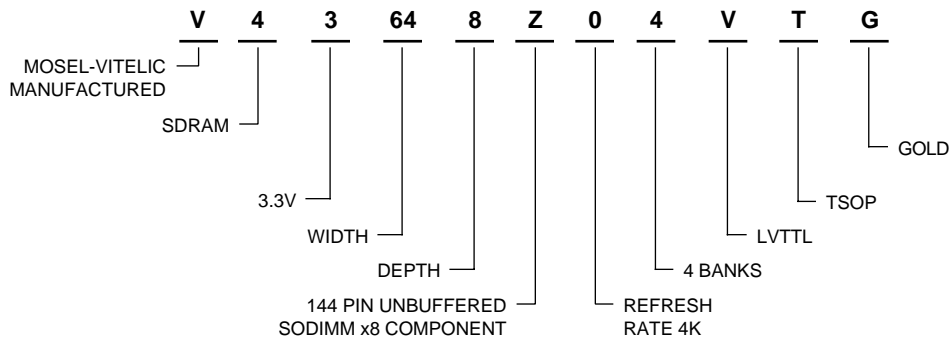 V 4 3 64 8 Z 0 4 V T G
MOSEL-VITELIC
MANUFACTURED
SDRAM
GOLD
3.3V
TSOP
WIDTH
LVTTL
DEPTH
4 BANKS
144 PIN UNBUFFERED
SODIMM x8 COMPONENT
REFRESH
RATE 4K